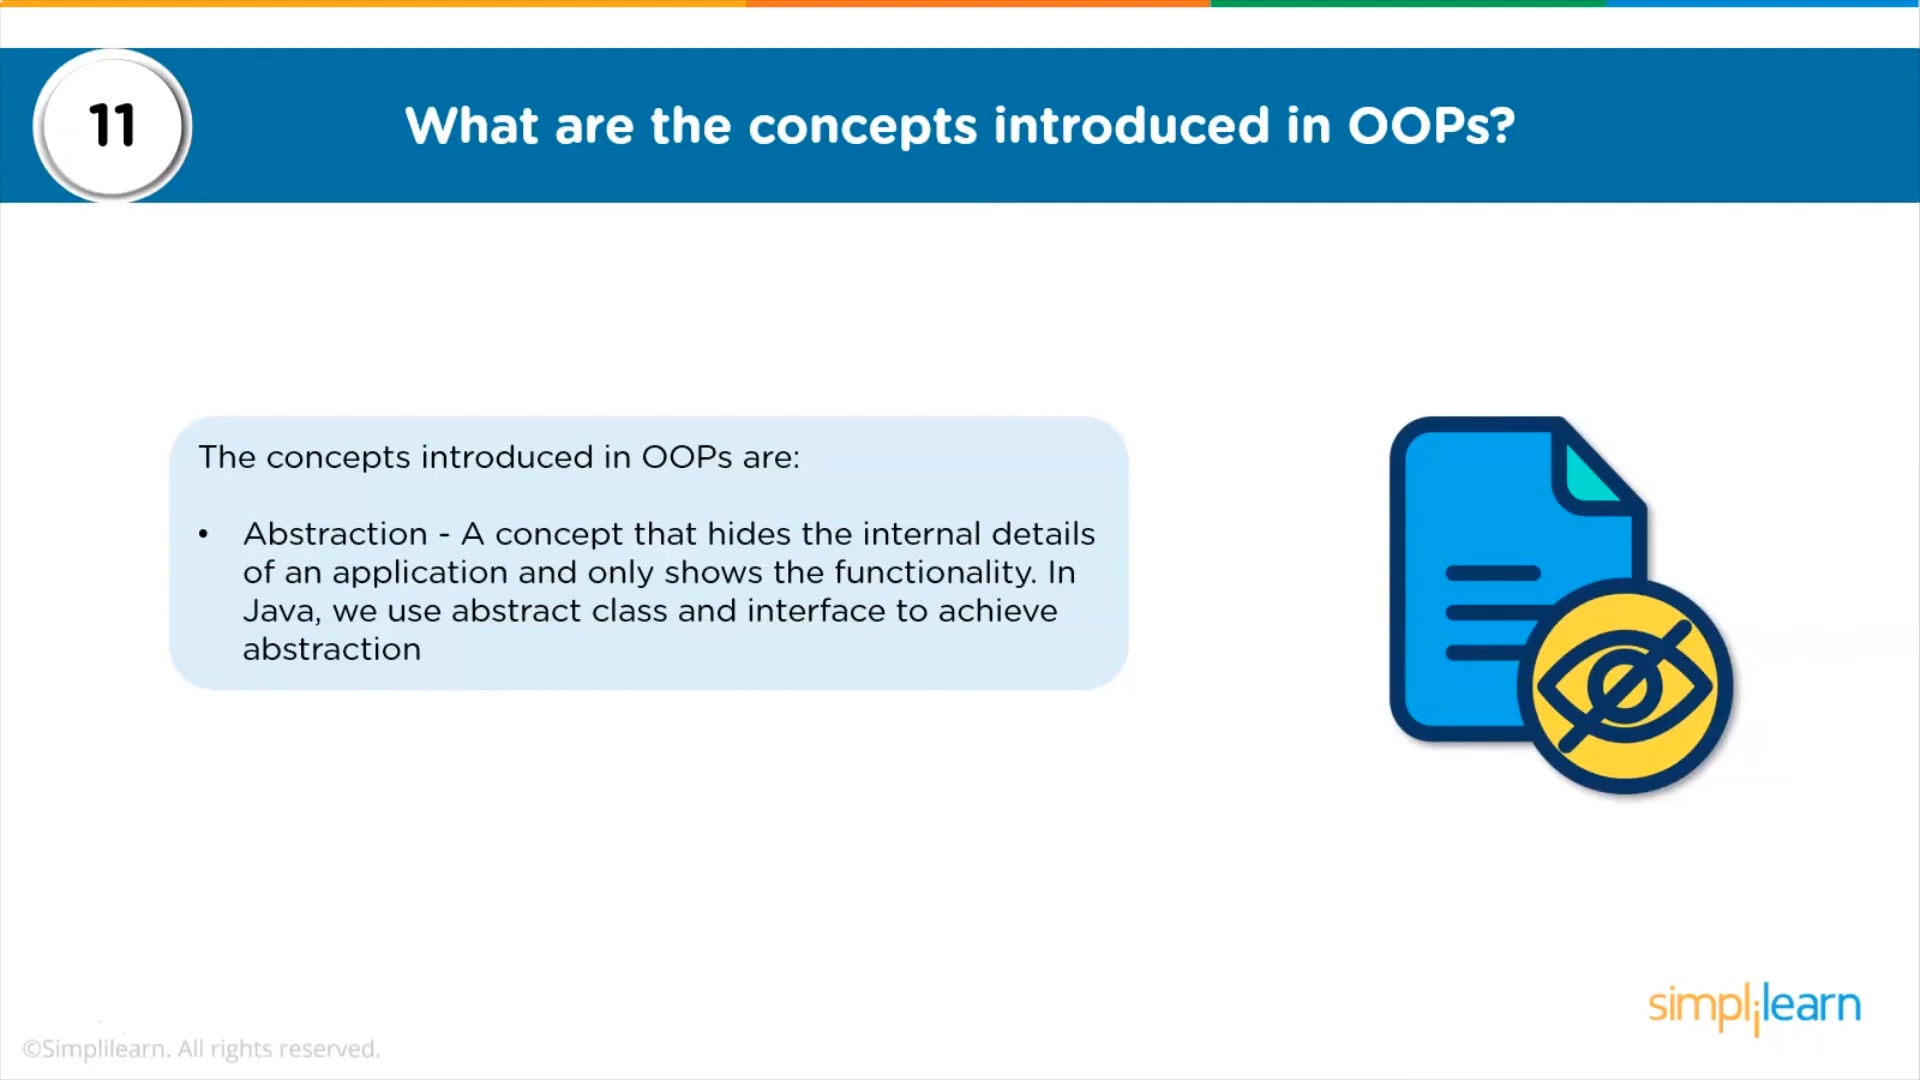 11
What are the concepts introduced in OOPs?
The concepts introduced in OOPs are:
• Abstraction - A concept that hides the internal details
of an application and only shows the functionality. In
Java, we use abstract class and interface to achieve
abstraction
simplilearn
©Simplilearn. All rights reserved.